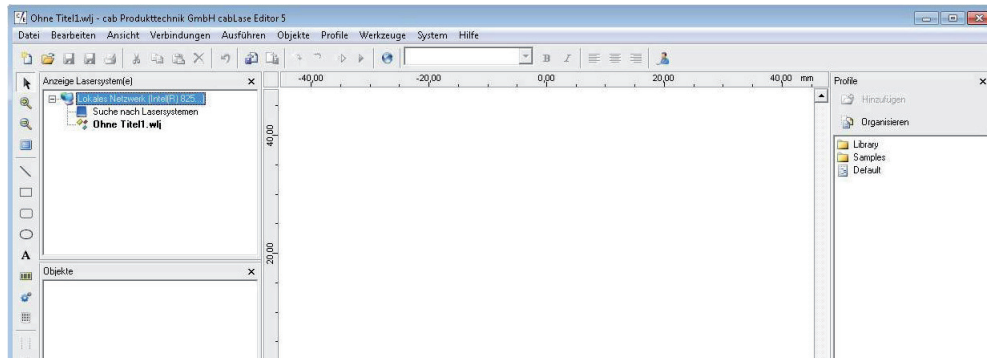 Ohne Titel1.wlj - cab Produkttechnik GmbH cabLase Editor 5
Datei Bearbeiten Ansicht Verbindungen Ausführen Objekte Profile Werkzeuge System Hilfe
B I
Anzeige Lasersystem(e)
Lokales Netzwerk (Intel(R) 825...)
Suche nach Lasersystemen
Ohne Titel1.wlj
A
Objekte
-40,00 -20,00 0,00 20,00 40,00 mm
40,00
20,00
Profile
Hinzufügen
Organisieren
Library
Samples
Default